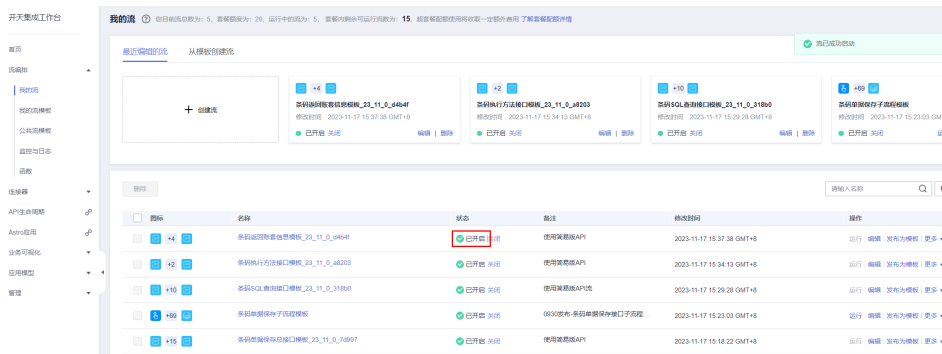 开天集成工作台
我的流 您目前流总数为：5，套餐额度为：20，运行中的流为：5，套餐内剩余可运行流数为：15，超套餐配额使用将收取一定额外费用 了解套餐配额详情
流已成功启动
首页
流编排
我的流
我的流模板
公共流模板
监控与日志
函数
连接器
API生命周期
Astro应用
业务可视化
应用模型
管理
最近编辑的流 从模板创建流
+ 创建流
+4
条码返回账套信息模板_23_11_0_d4b4f
修改时间 2023-11-17 15:37:38 GMT+8
已开启 关闭 编辑 | 删除
+2
条码执行方法接口模板_23_11_0_a8203
修改时间 2023-11-17 15:34:13 GMT+8
已开启 关闭 编辑 | 删除
+10
条码SQL查询接口模板_23_11_0_318b0
修改时间 2023-11-17 15:29:28 GMT+8
已开启 关闭 编辑 | 删除
+69
条码单据保存子流程模板
修改时间 2023-11-17 15:23:03 GM
已开启 关闭
删除 请输入名称
图标 名称 状态 备注 修改时间 操作
+4 条码返回账套信息模板_23_11_0_d4b4f 已开启 关闭 使用简易版API 2023-11-17 15:37:38 GMT+8 运行 编辑 发布为模板 更多
+2 条码执行方法接口模板_23_11_0_a8203 已开启 关闭 使用简易版API 2023-11-17 15:34:13 GMT+8 运行 编辑 发布为模板 更多
+10 条码SQL查询接口模板_23_11_0_318b0 已开启 关闭 使用简易版API流 2023-11-17 15:29:28 GMT+8 运行 编辑 发布为模板 更多
+69 条码单据保存子流程模板 已开启 关闭 0930发布-条码单据保存接口子流程... 2023-11-17 15:23:03 GMT+8 运行 编辑 发布为模板 更多
+15 条码单据保存总接口模板_23_11_0_7d997 已开启 关闭 使用简易版API 2023-11-17 15:18:22 GMT+8 运行 编辑 发布为模板 更多